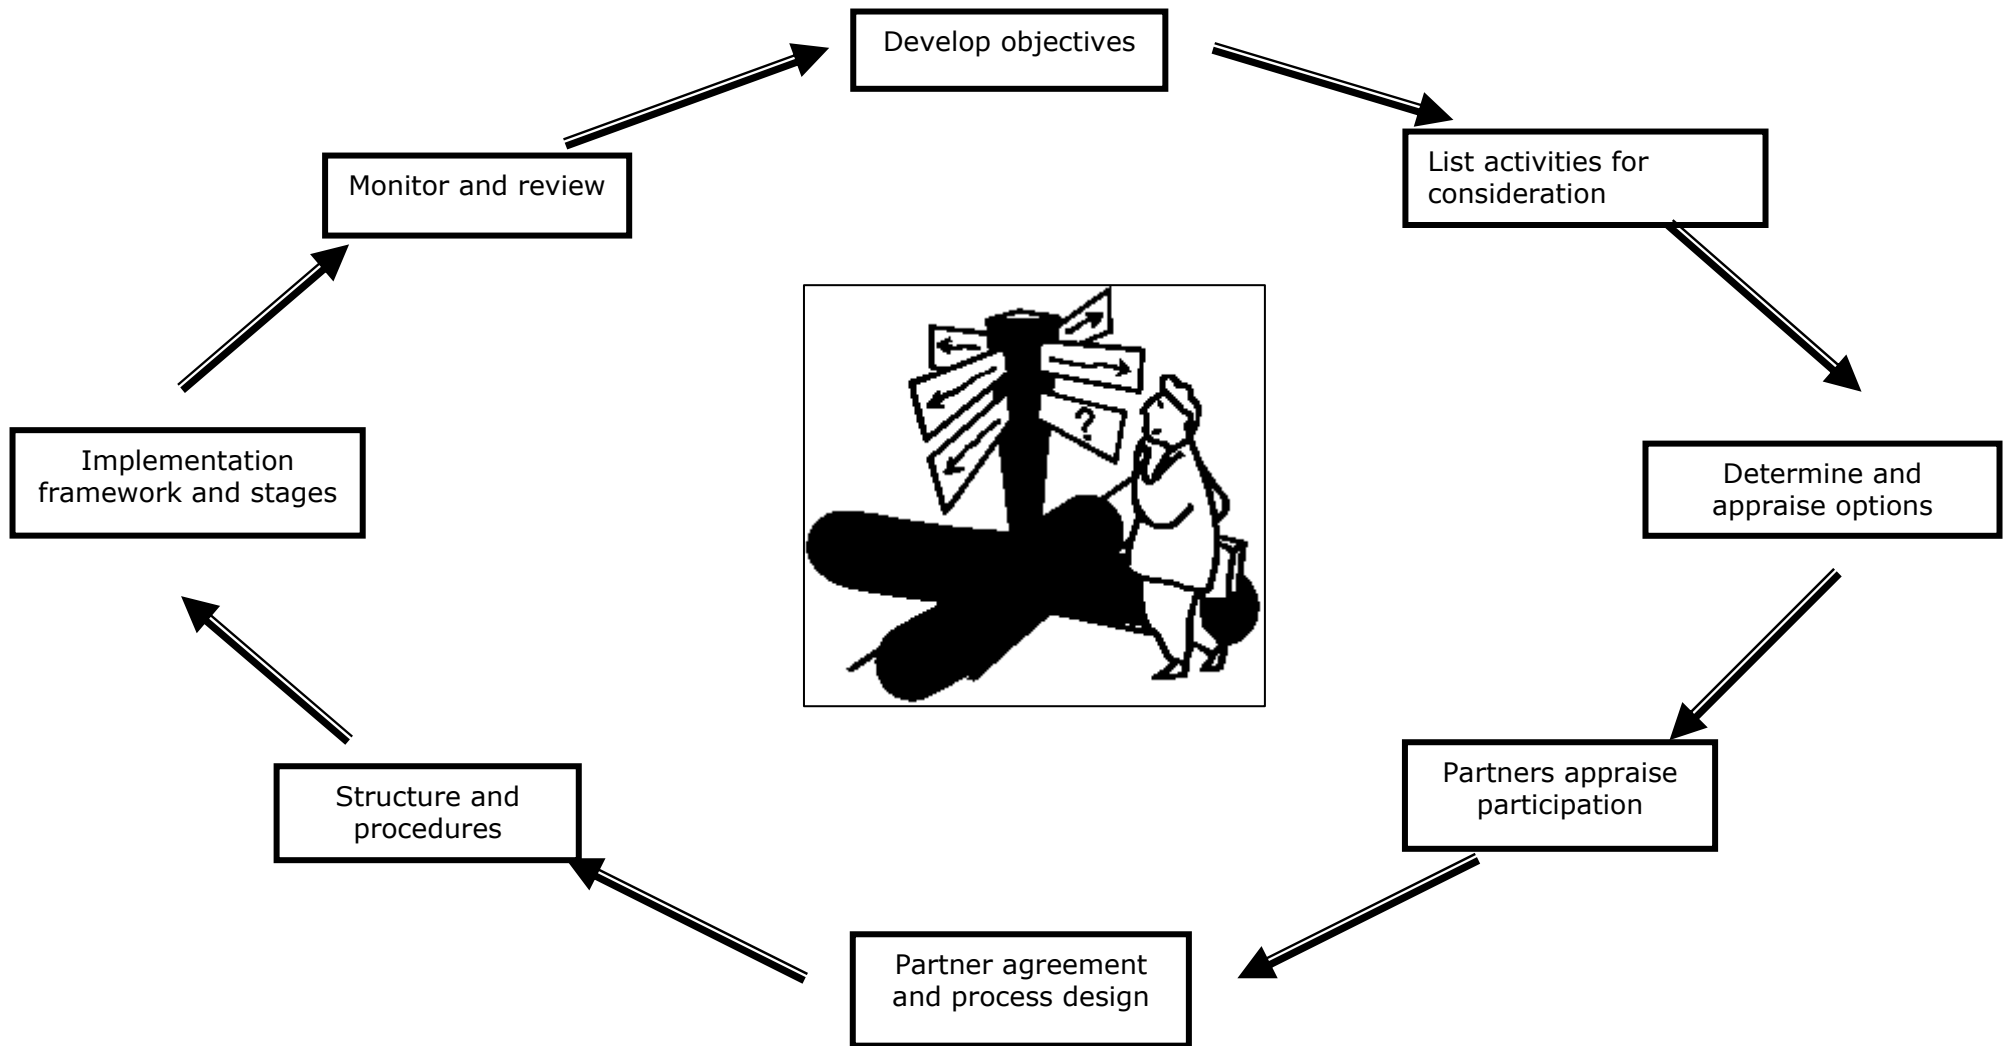 Develop objectives
List activities for
consideration
Determine and
appraise options
Partners appraise
participation
Partner agreement
and process design
Structure and
procedures
Implementation
framework and stages
Monitor and review
?